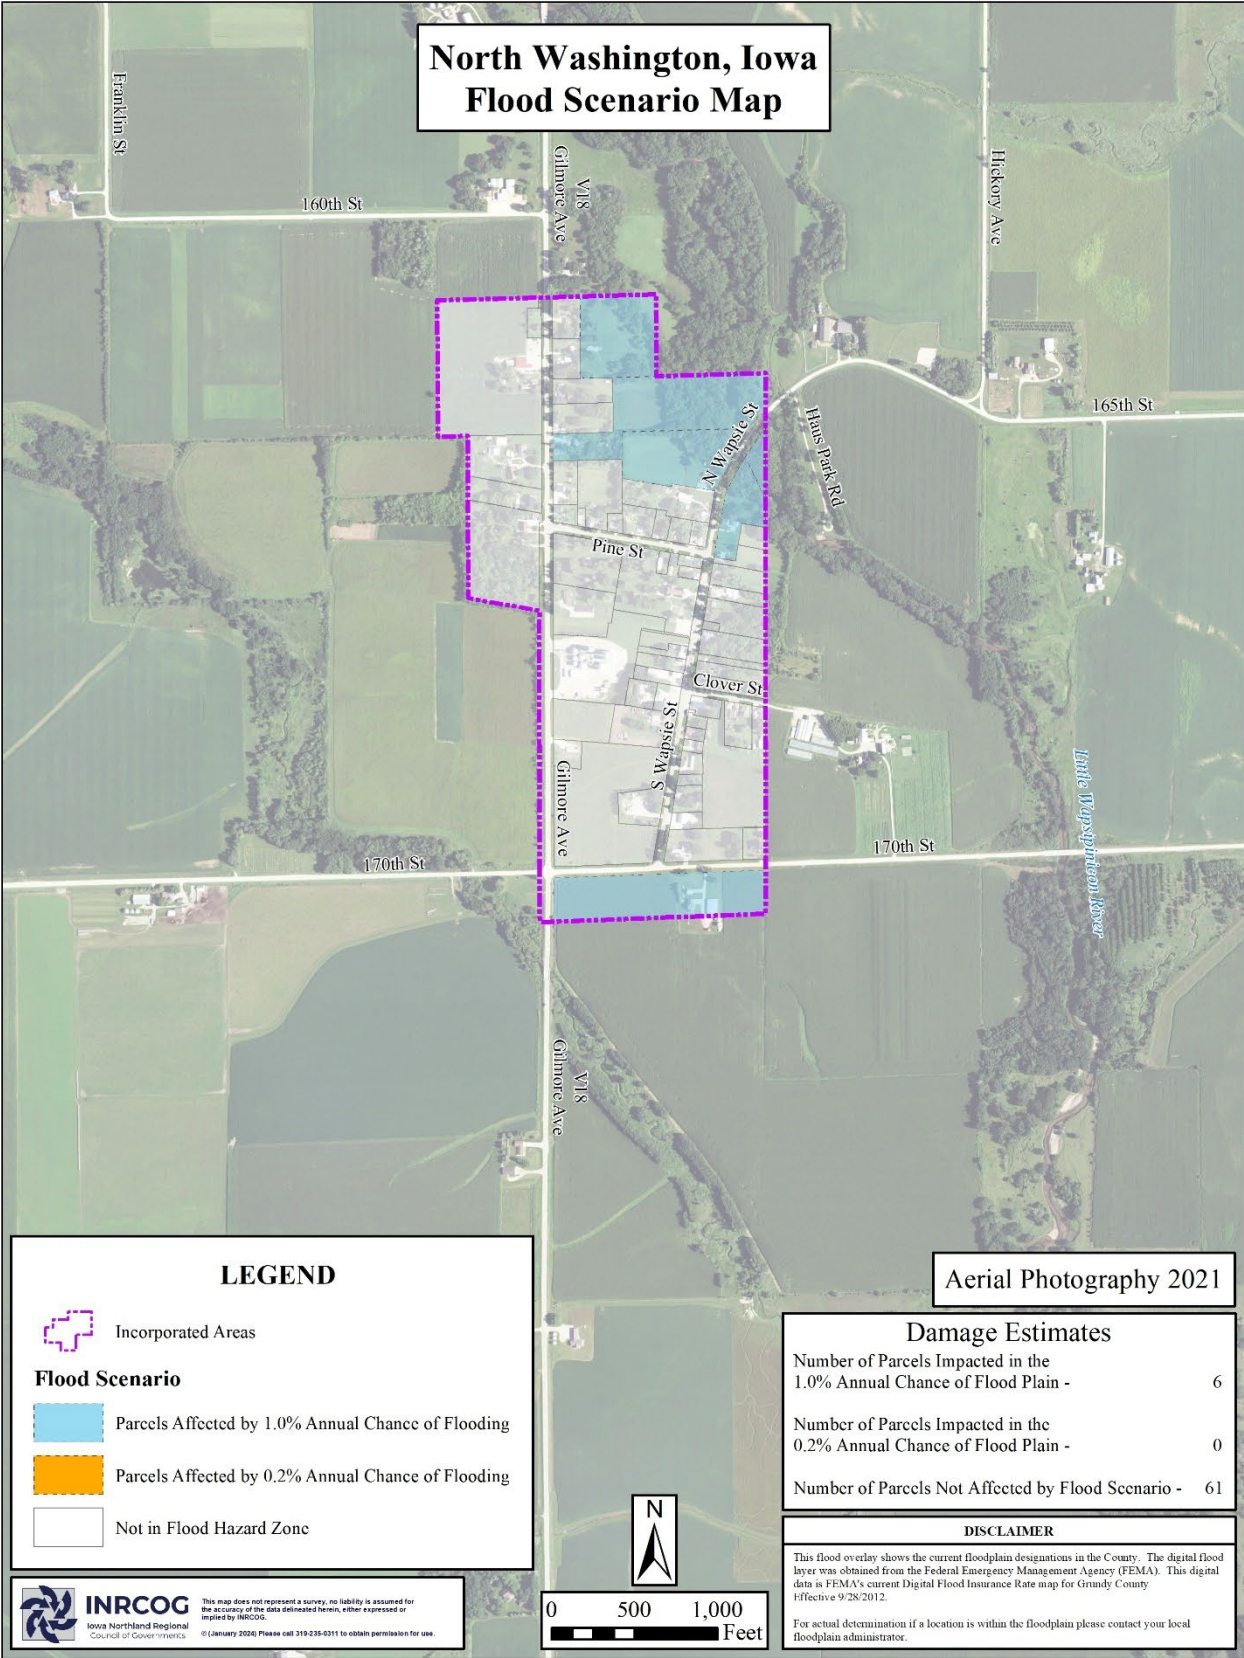 North Washington, Iowa
Flood Scenario Map
Franklin St
160th St
Gilmore Ave
V18
Hickory Ave
165th St
N Wapsie St
Haus Park Rd
Pine St
Clover St
S Wapsie St
Gilmore Ave
170th St
170th St
Little Wapsipinicon River
Gilmore Ave
V18
LEGEND
Incorporated Areas
Flood Scenario
Parcels Affected by 1.0% Annual Chance of Flooding
Parcels Affected by 0.2% Annual Chance of Flooding
Not in Flood Hazard Zone
INRCOG
Iowa Northland Regional
Council of Governments
This map does not represent a survey, no liability is assumed for
the accuracy of the data delineated herein, either expressed or
implied by INRCOG.
© (January 2024) Please call 319-235-0311 to obtain permission for use.
N
0 500 1,000
Feet
Aerial Photography 2021
Damage Estimates
Number of Parcels Impacted in the
1.0% Annual Chance of Flood Plain - 6
Number of Parcels Impacted in the
0.2% Annual Chance of Flood Plain - 0
Number of Parcels Not Affected by Flood Scenario - 61
DISCLAIMER
This flood overlay shows the current floodplain designations in the County. The digital flood
layer was obtained from the Federal Emergency Management Agency (FEMA). This digital
data is FEMA's current Digital Flood Insurance Rate map for Grundy County
Effective 9/28/2012.
For actual determination if a location is within the floodplain please contact your local
floodplain administrator.